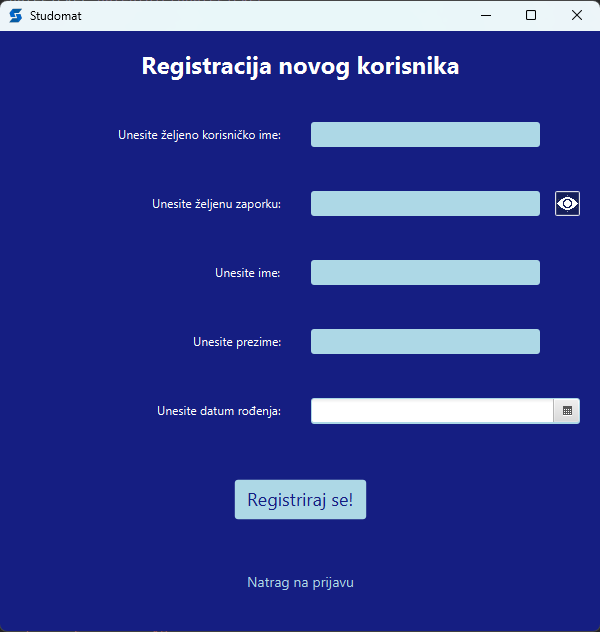 Studomat
Registracija novog korisnika
Unesite željeno korisničko ime:
Unesite željenu zaporku:
Unesite ime:
Unesite prezime:
Unesite datum rođenja:
Registriraj se!
Natrag na prijavu